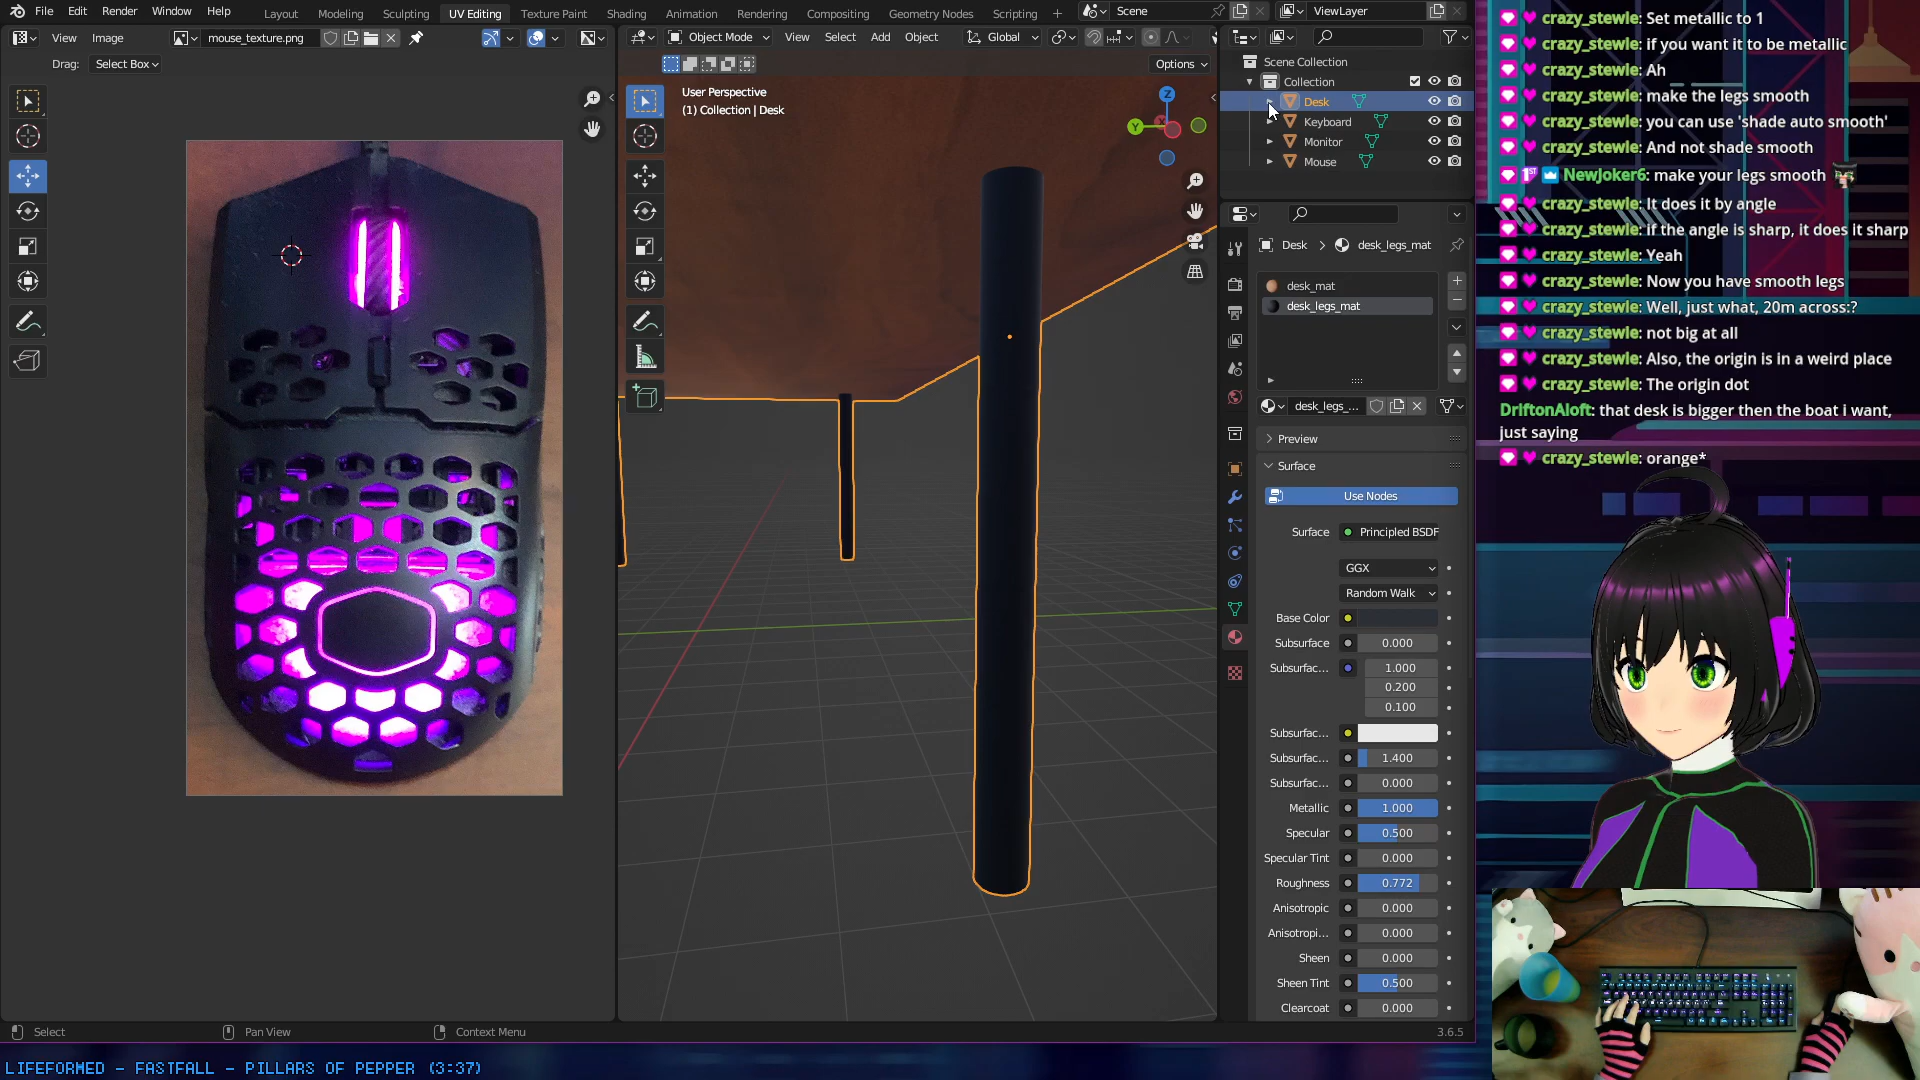 File Edit Render Window Help
Layout Modeling Sculpting UV Editing Texture Paint Shading Animation Rendering Compositing Geometry Nodes Scripting +
Scene
ViewLayer
View Image
mouse_texture.png
Drag: Select Box
Object Mode View Select Add Object
Global
Options
User Perspective
(1) Collection | Desk
Z
Y
Scene Collection
Collection
Desk
Keyboard
Monitor
Mouse
Desk > desk_legs_mat
desk_mat
desk_legs_mat
desk_legs_...
Preview
Surface
Use Nodes
Surface Principled BSDF
GGX
Random Walk
Base Color
Subsurface 0.000
Subsurfac... 1.000
0.200
0.100
Subsurfac...
Subsurfac... 1.400
Subsurfac... 0.000
Metallic 1.000
Specular 0.500
Specular Tint 0.000
Roughness 0.772
Anisotropic 0.000
Anisotropi... 0.000
Sheen 0.000
Sheen Tint 0.500
Clearcoat 0.000
Select
Pan View
Context Menu
3.6.5
crazy_stewie: Set metallic to 1
crazy_stewie: if you want it to be metallic
crazy_stewie: Ah
crazy_stewie: make the legs smooth
crazy_stewie: you can use 'shade auto smooth'
crazy_stewie: And not shade smooth
1ST NewJoker6: make your legs smooth
crazy_stewie: It does it by angle
crazy_stewie: if the angle is sharp, it does it sharp
crazy_stewie: Yeah
crazy_stewie: Now you have smooth legs
crazy_stewie: Well, just what, 20m across:?
crazy_stewie: not big at all
crazy_stewie: Also, the origin is in a weird place
crazy_stewie: The origin dot
DriftonAloft: that desk is bigger then the boat i want,
just saying
crazy_stewie: orange*
LIFEFORMED - FASTFALL - PILLARS OF PEPPER (3:37)